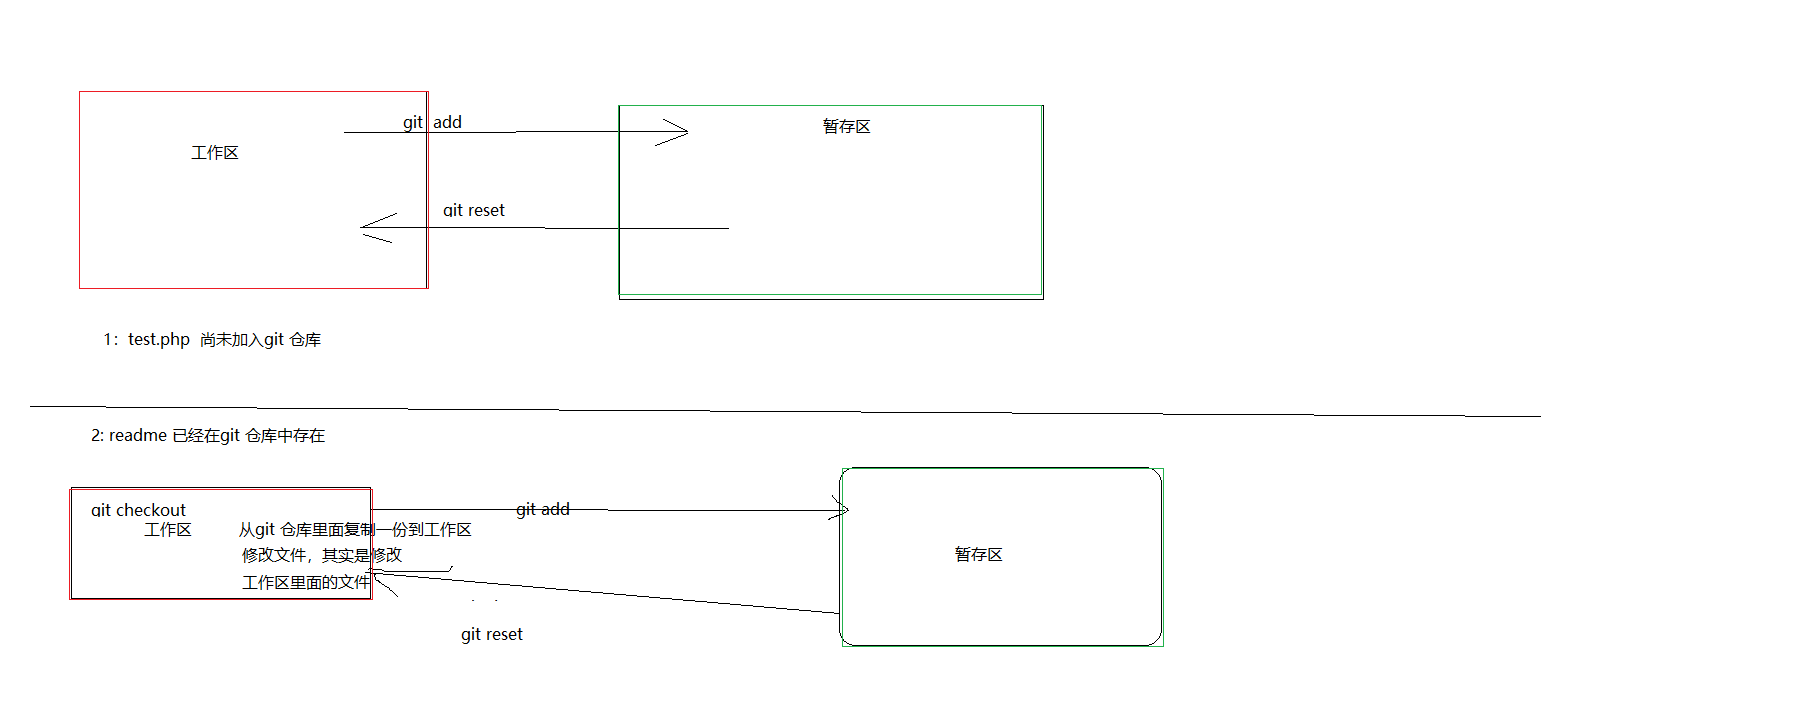 git  add
暂存区
工作区
git reset
1：test.php  尚未加入git 仓库
2: readme 已经在git 仓库中存在
git checkout
git add
工作区
从git 仓库里面复制一份到工作区
修改文件，其实是修改
工作区里面的文件
暂存区
git reset